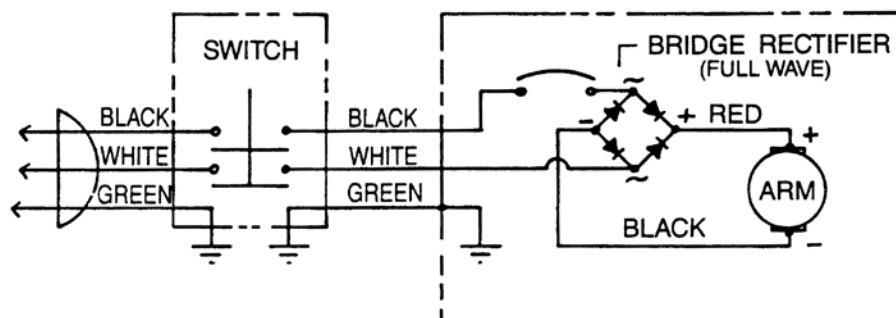 SWITCH
BRIDGE RECTIFIER
(FULL WAVE)
BLACK
BLACK
~
-
+
RED
WHITE
WHITE
~
+
GREEN
GREEN
ARM
BLACK
-